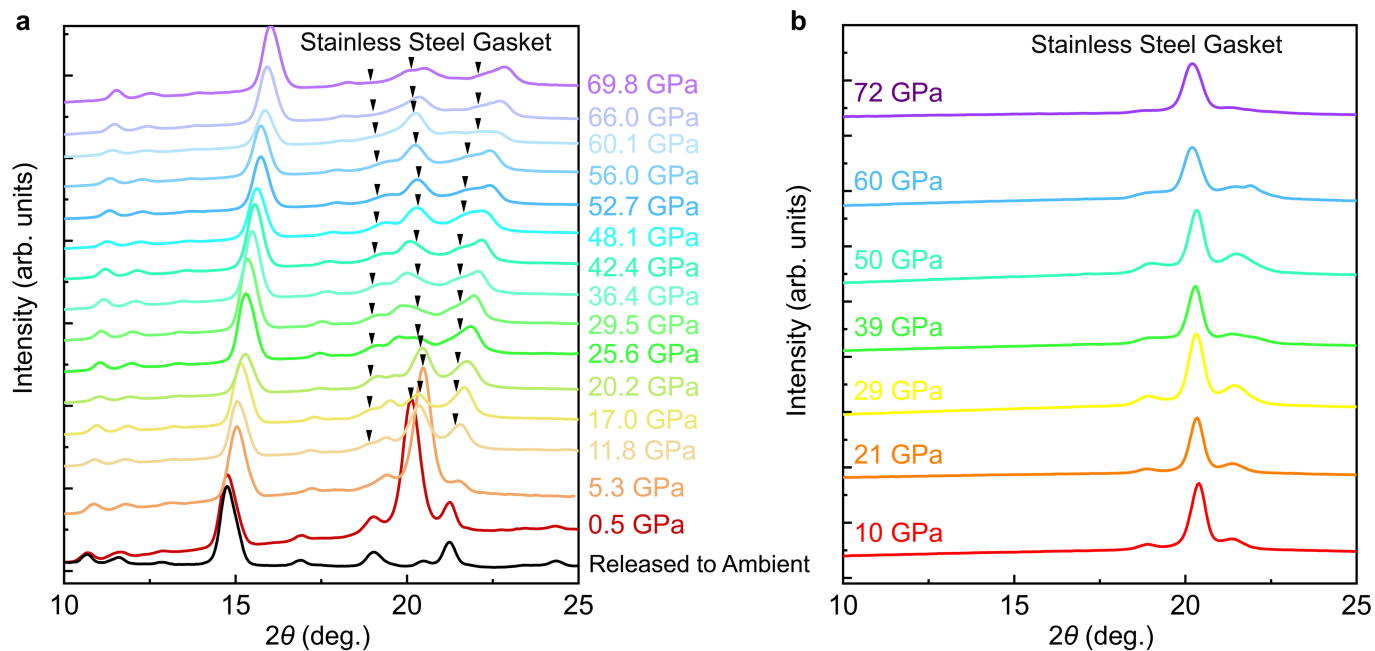 a
Stainless Steel Gasket
69.8 GPa
66.0 GPa
60.1 GPa
56.0 GPa
52.7 GPa
48.1 GPa
42.4 GPa
36.4 GPa
29.5 GPa
25.6 GPa
20.2 GPa
17.0 GPa
11.8 GPa
5.3 GPa
0.5 GPa
Released to Ambient
Intensity (arb. units)
10 15 20 25
2θ (deg.)
b
Stainless Steel Gasket
72 GPa
60 GPa
50 GPa
39 GPa
29 GPa
21 GPa
10 GPa
Intensity (arb. units)
10 15 20 25
2θ (deg.)